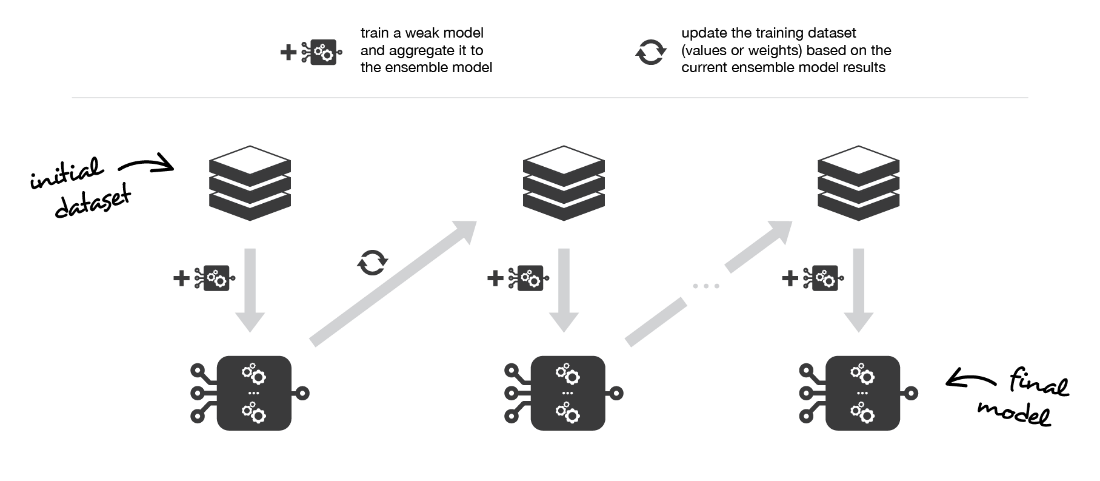 train a weak model
and aggregate it to
the ensemble model
update the training dataset
(values or weights) based on the
current ensemble model results
initial
dataset
final
model